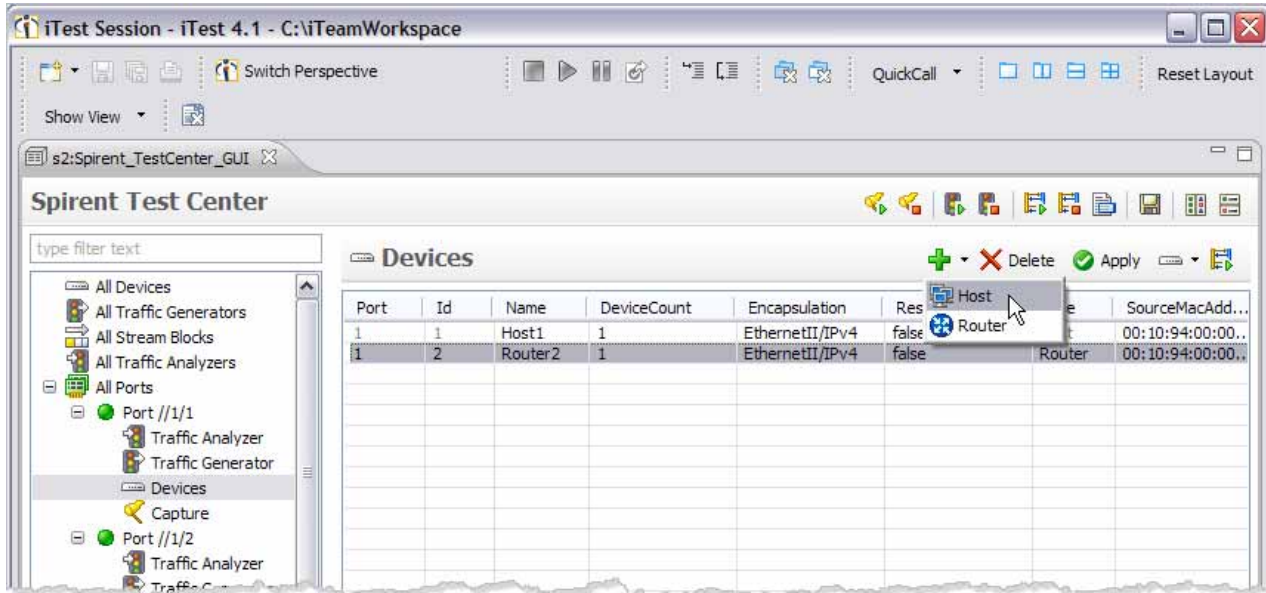 iTest Session - iTest 4.1 - C:\iTeamWorkspace
Switch Perspective
QuickCall
Reset Layout
Show View
s2:Spirent_TestCenter_GUI
Spirent Test Center
type filter text
All Devices
All Traffic Generators
All Stream Blocks
All Traffic Analyzers
All Ports
Port //1/1
Traffic Analyzer
Traffic Generator
Devices
Capture
Port //1/2
Traffic Analyzer
Traffic
Devices
Delete Apply
Host
Router
Port Id Name DeviceCount Encapsulation Res e SourceMacAdd...
1 1 Host1 1 EthernetII/IPv4 false t 00:10:94:00:00..
1 2 Router2 1 EthernetII/IPv4 false Router 00:10:94:00:00..